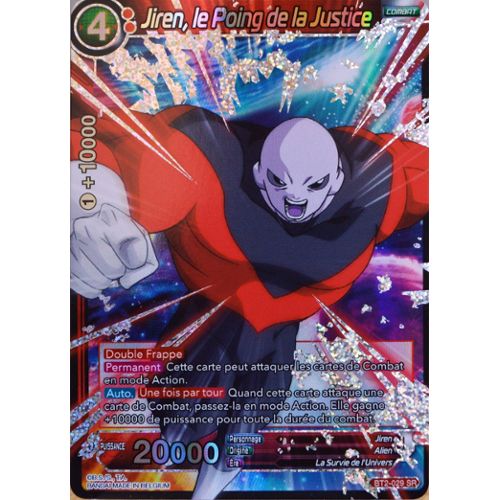 4
Jiren, le Poing de la Justice
COMBAT
1 +10000
Double Frappe
Permanent Cette carte peut attaquer les cartes de Combat
en mode Action.
Auto. Une fois par tour Quand cette carte attaque une
carte de Combat, passez-la en mode Action. Elle gagne
+10000 de puissance pour toute la durée du combat.
PUISSANCE 20000
Personnage Jiren
Origine Alien
Ère La Survie de l'Univers
©B.S./S., T.A.
BANDAI MADE IN BELGIUM
BT2-029 SR